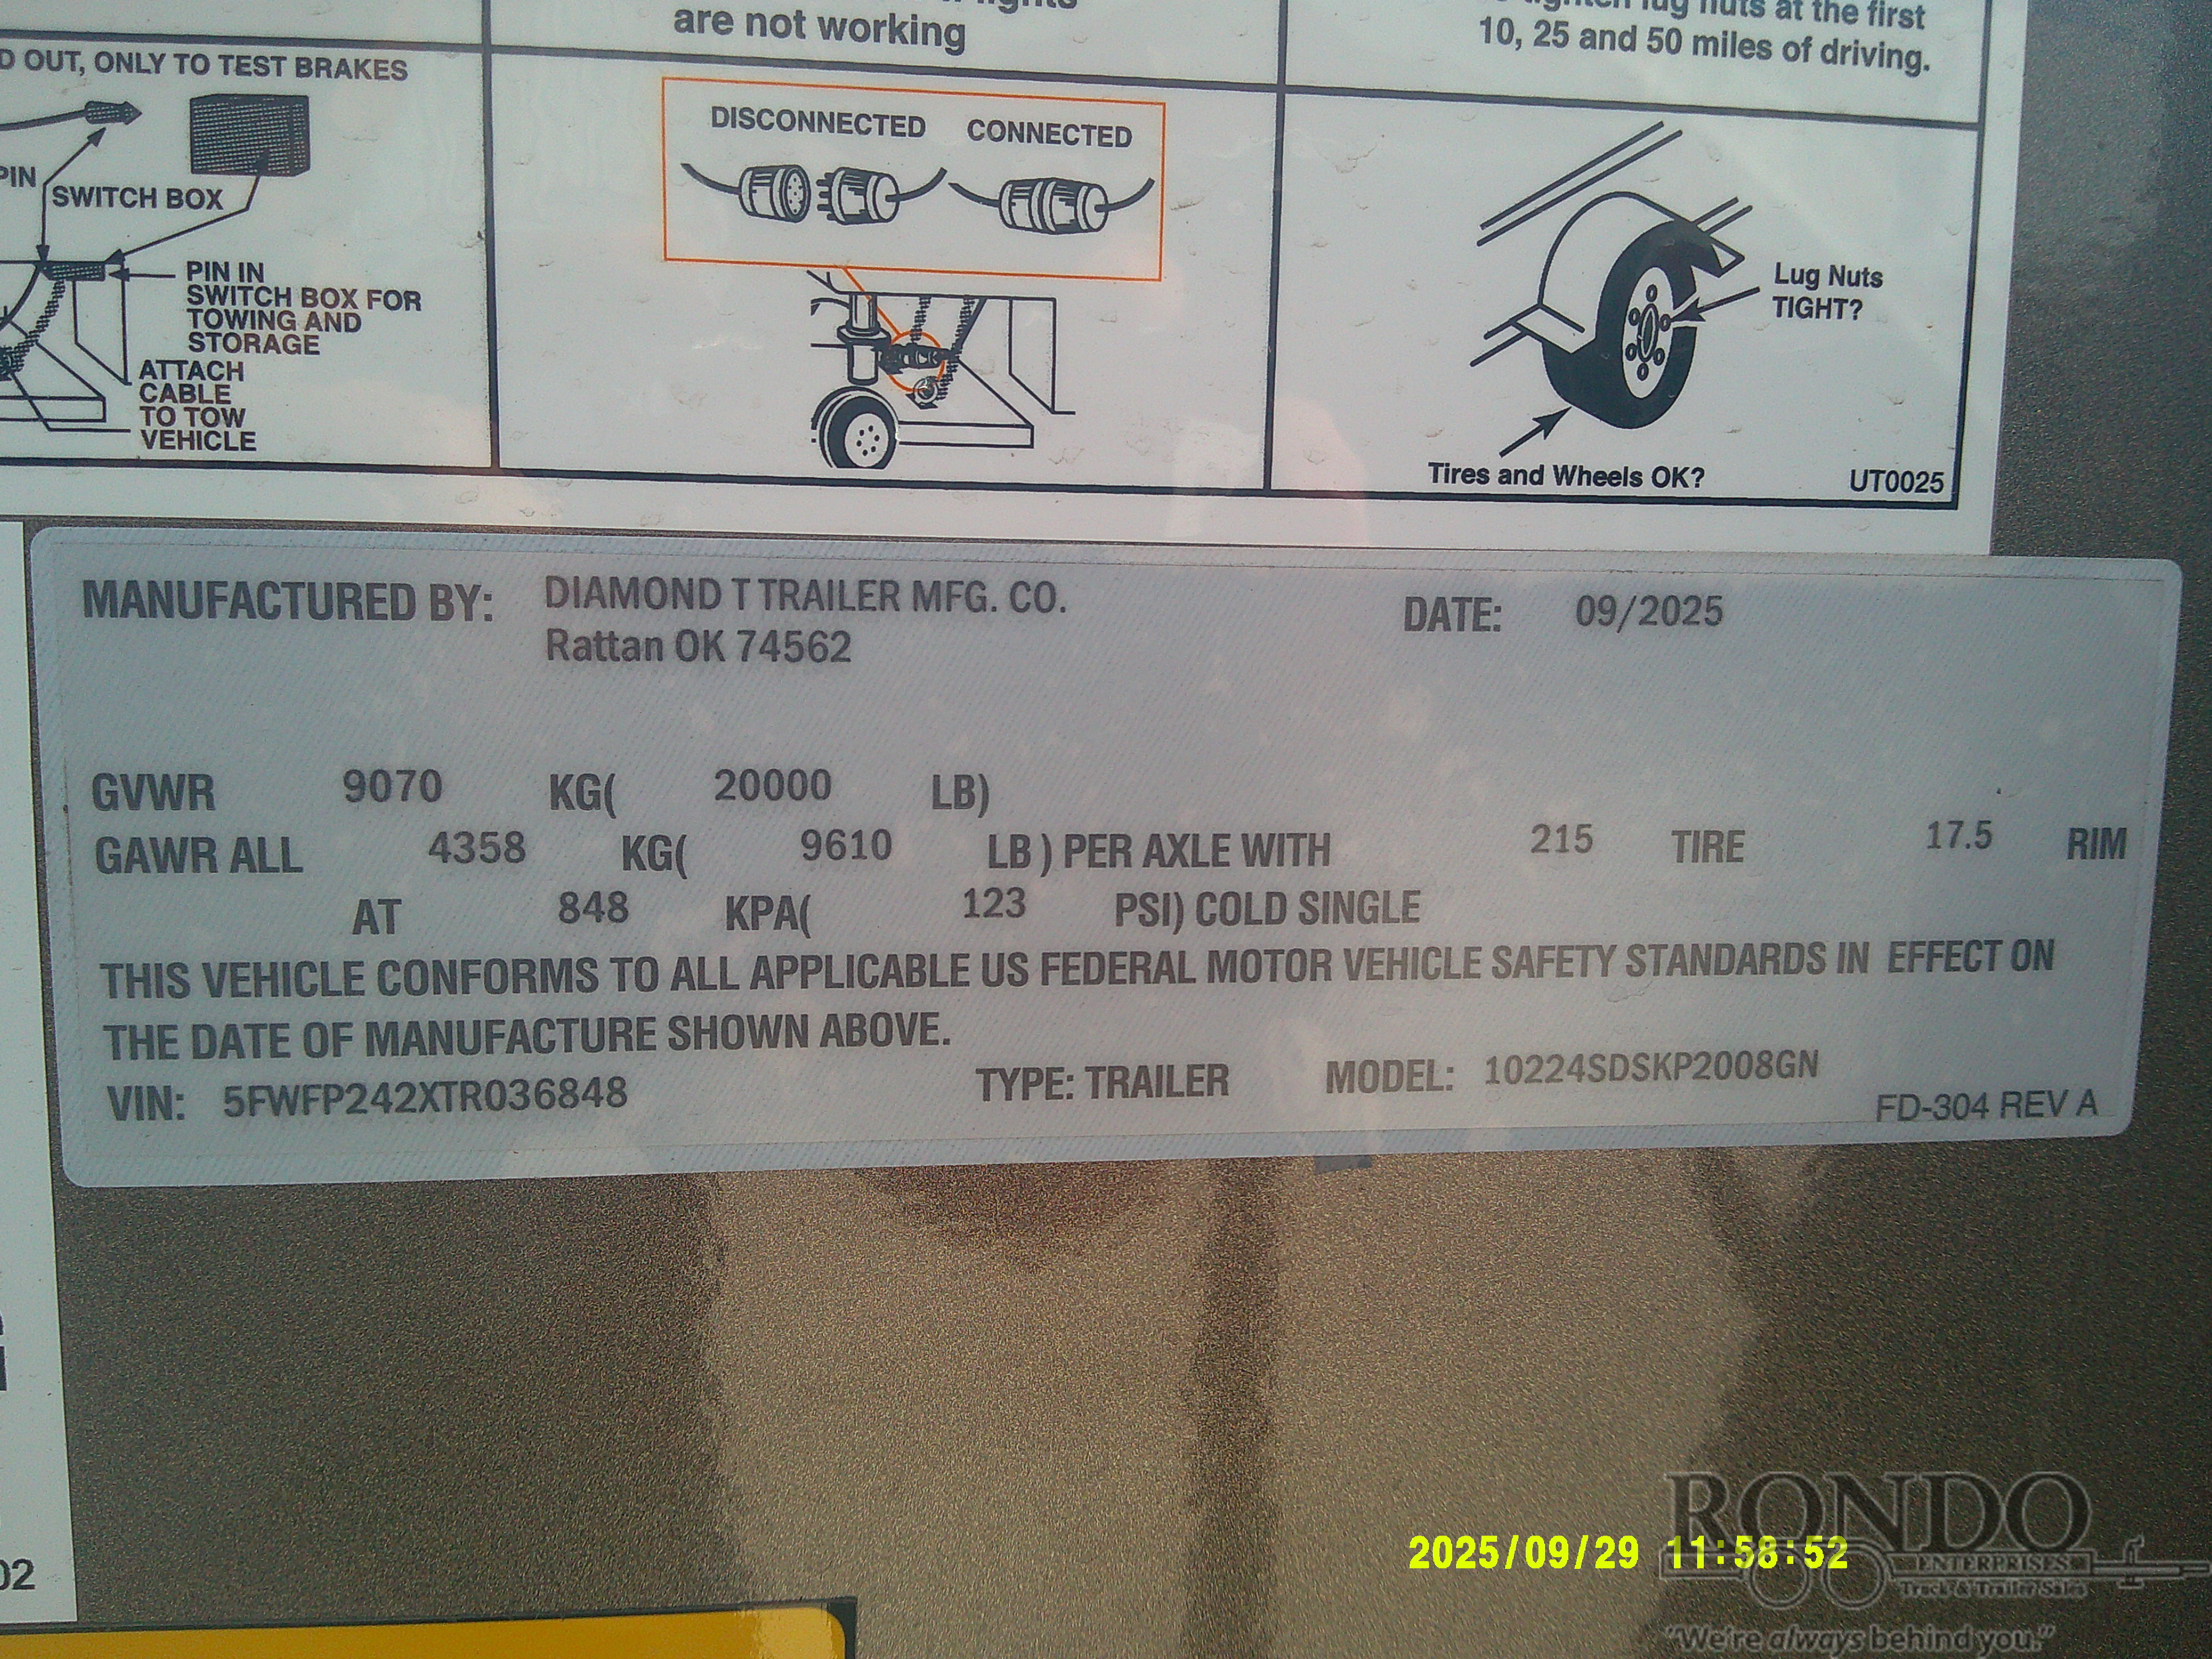 are not working
10, 25 and 50 miles of driving.
D OUT, ONLY TO TEST BRAKES
DISCONNECTED CONNECTED
PIN
SWITCH BOX
PIN IN
SWITCH BOX FOR
TOWING AND
STORAGE
ATTACH
CABLE
TO TOW
VEHICLE
Lug Nuts
TIGHT?
Tires and Wheels OK?
UT0025
MANUFACTURED BY: DIAMOND T TRAILER MFG. CO. DATE: 09/2025
Rattan OK 74562
GVWR 9070 KG( 20000 LB)
GAWR ALL 4358 KG( 9610 LB ) PER AXLE WITH 215 TIRE 17.5 RIM
AT 848 KPA( 123 PSI) COLD SINGLE
THIS VEHICLE CONFORMS TO ALL APPLICABLE US FEDERAL MOTOR VEHICLE SAFETY STANDARDS IN EFFECT ON
THE DATE OF MANUFACTURE SHOWN ABOVE.
VIN: 5FWFP242XTR036848 TYPE: TRAILER MODEL: 10224SDSKP2008GN
FD-304 REV A
02
2025/09/29 11:58:52
RONDO
ENTERPRISES
Truck & Trailer Sales
"We're always behind you."